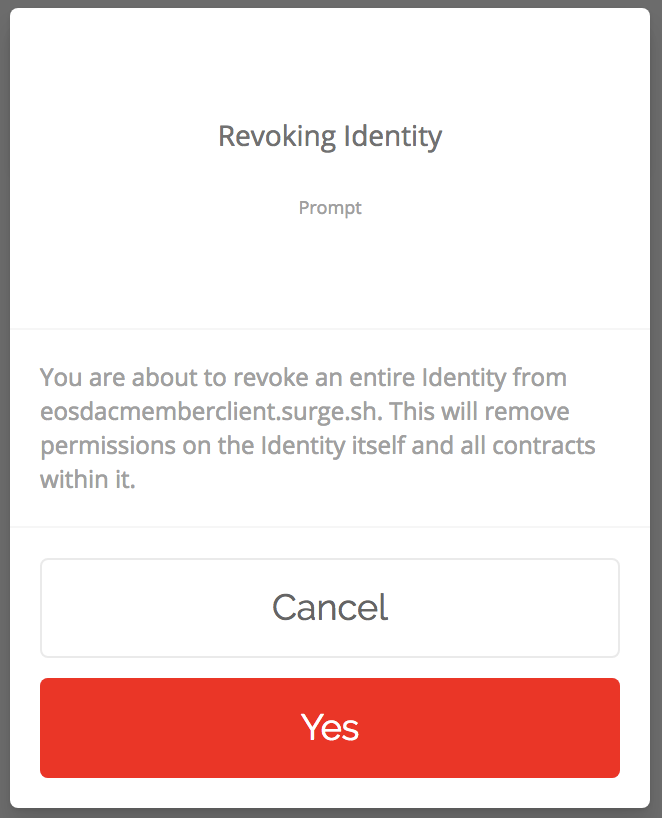 Revoking Identity
Prompt
You are about to revoke an entire Identity from
eosdacmemberclient.surge.sh. This will remove
permissions on the Identity itself and all contracts
within it.
Cancel
Yes